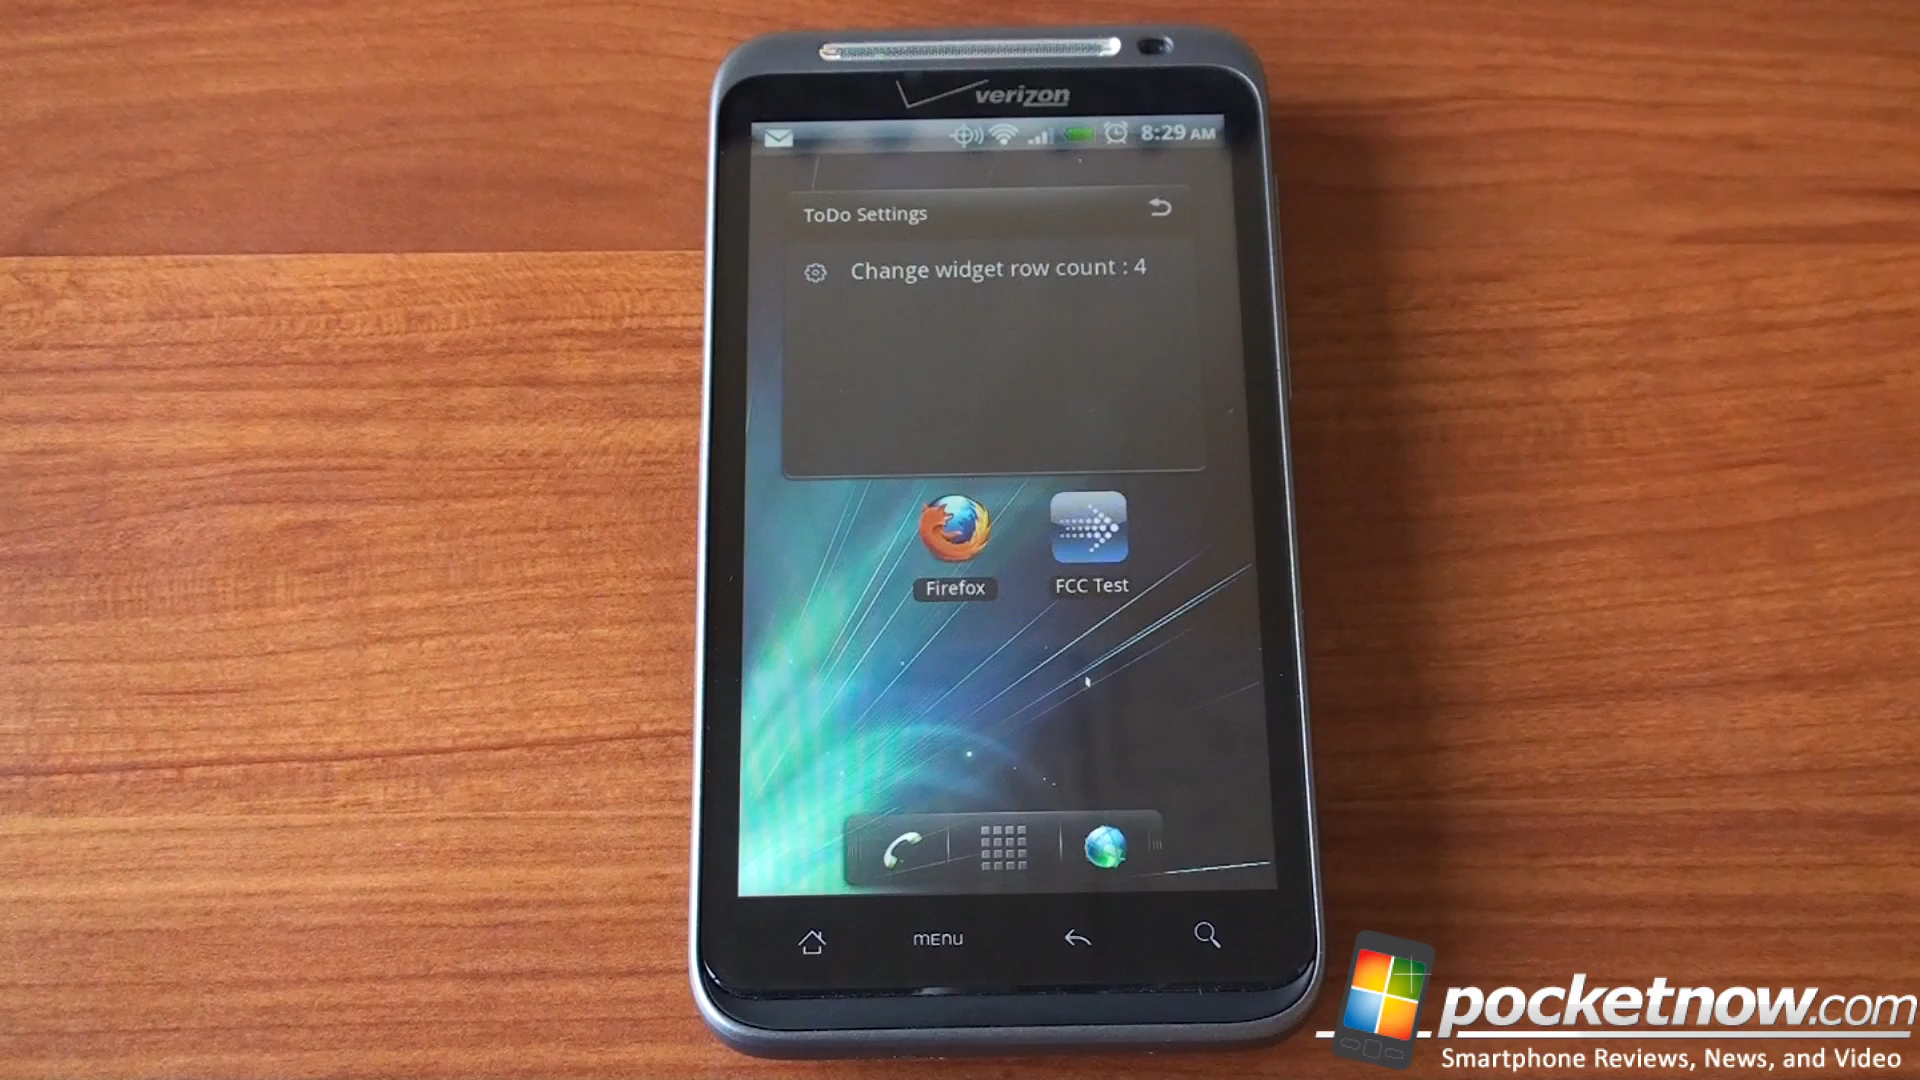 verizon
8:29 AM
ToDo Settings
Change widget row count : 4
Firefox
FCC Test
MENU
pocketnow.com
Smartphone Reviews, News, and Video